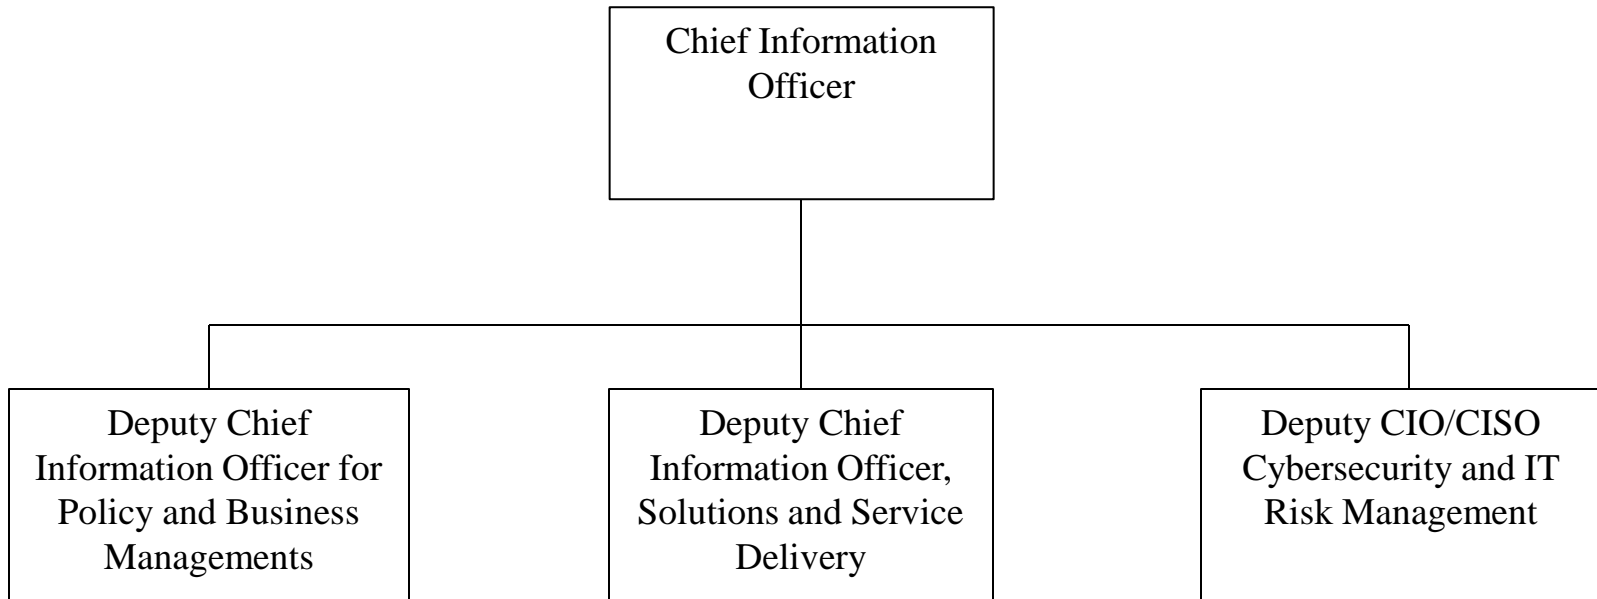 Chief Information
Officer
Deputy Chief
Information Officer for
Policy and Business
Managements
Deputy Chief
Information Officer,
Solutions and Service
Delivery
Deputy CIO/CISO
Cybersecurity and IT
Risk Management